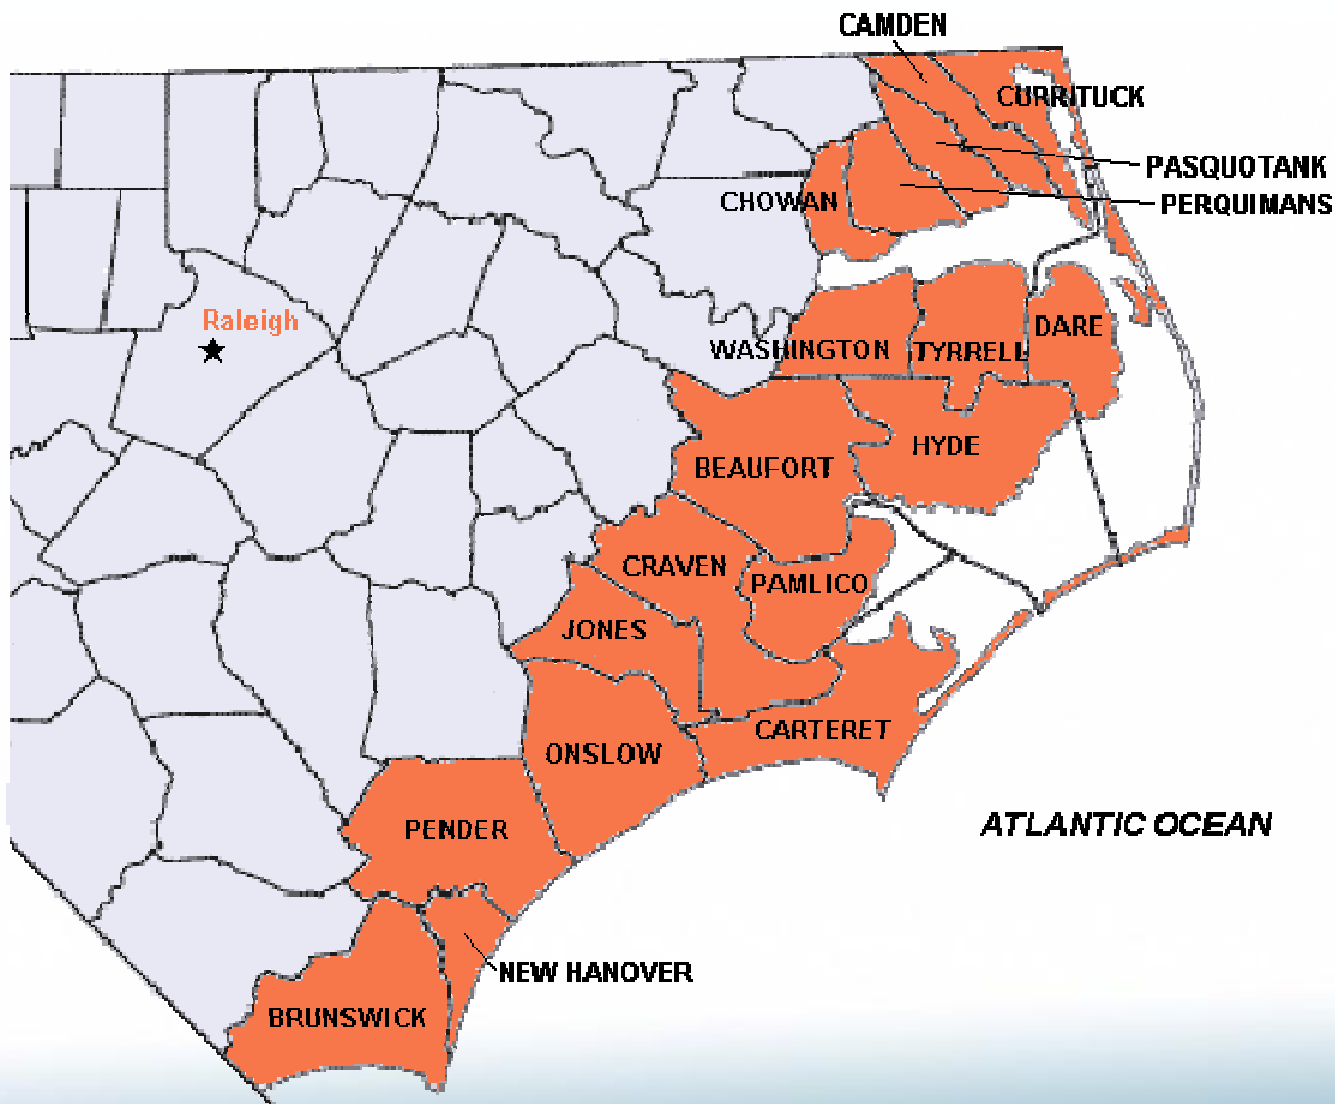 CAMDEN
CURRITUCK
PASQUOTANK
CHOWAN
PERQUIMANS
Raleigh
DARE
WASHINGTON
TYRRELL
HYDE
BEAUFORT
CRAVEN
PAMLICO
JONES
CARTERET
ONSLOW
ATLANTIC OCEAN
PENDER
NEW HANOVER
BRUNSWICK